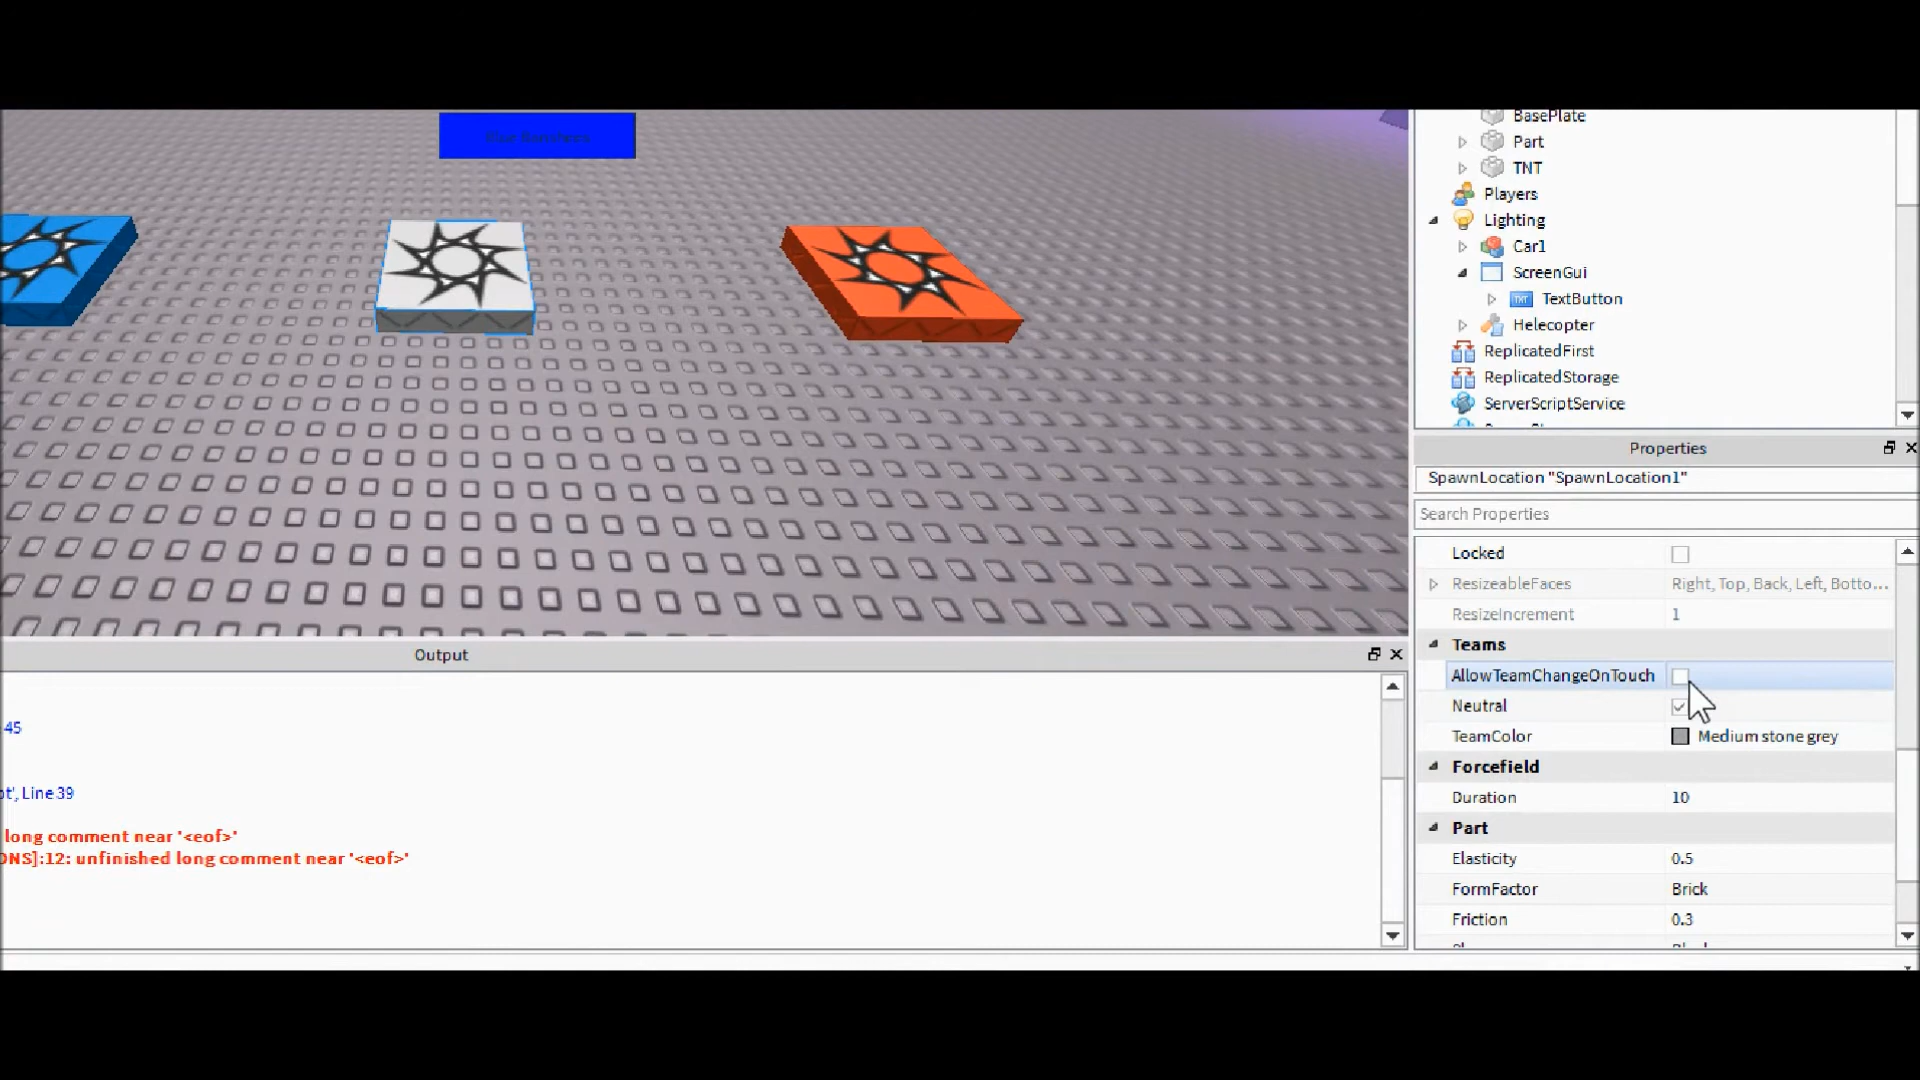 BasePlate
Part
TNT
Players
Lighting
Car1
ScreenGui
TXT TextButton
Helecopter
ReplicatedFirst
ReplicatedStorage
ServerScriptService
Properties
SpawnLocation "SpawnLocation1"
Search Properties
Locked
ResizeableFaces Right, Top, Back, Left, Botto...
ResizeIncrement 1
Teams
AllowTeamChangeOnTouch
Neutral
TeamColor Medium stone grey
Forcefield
Duration 10
Part
Elasticity 0.5
FormFactor Brick
Friction 0.3
Output
45
ot', Line 39
long comment near '<eof>'
ONS]:12: unfinished long comment near '<eof>'